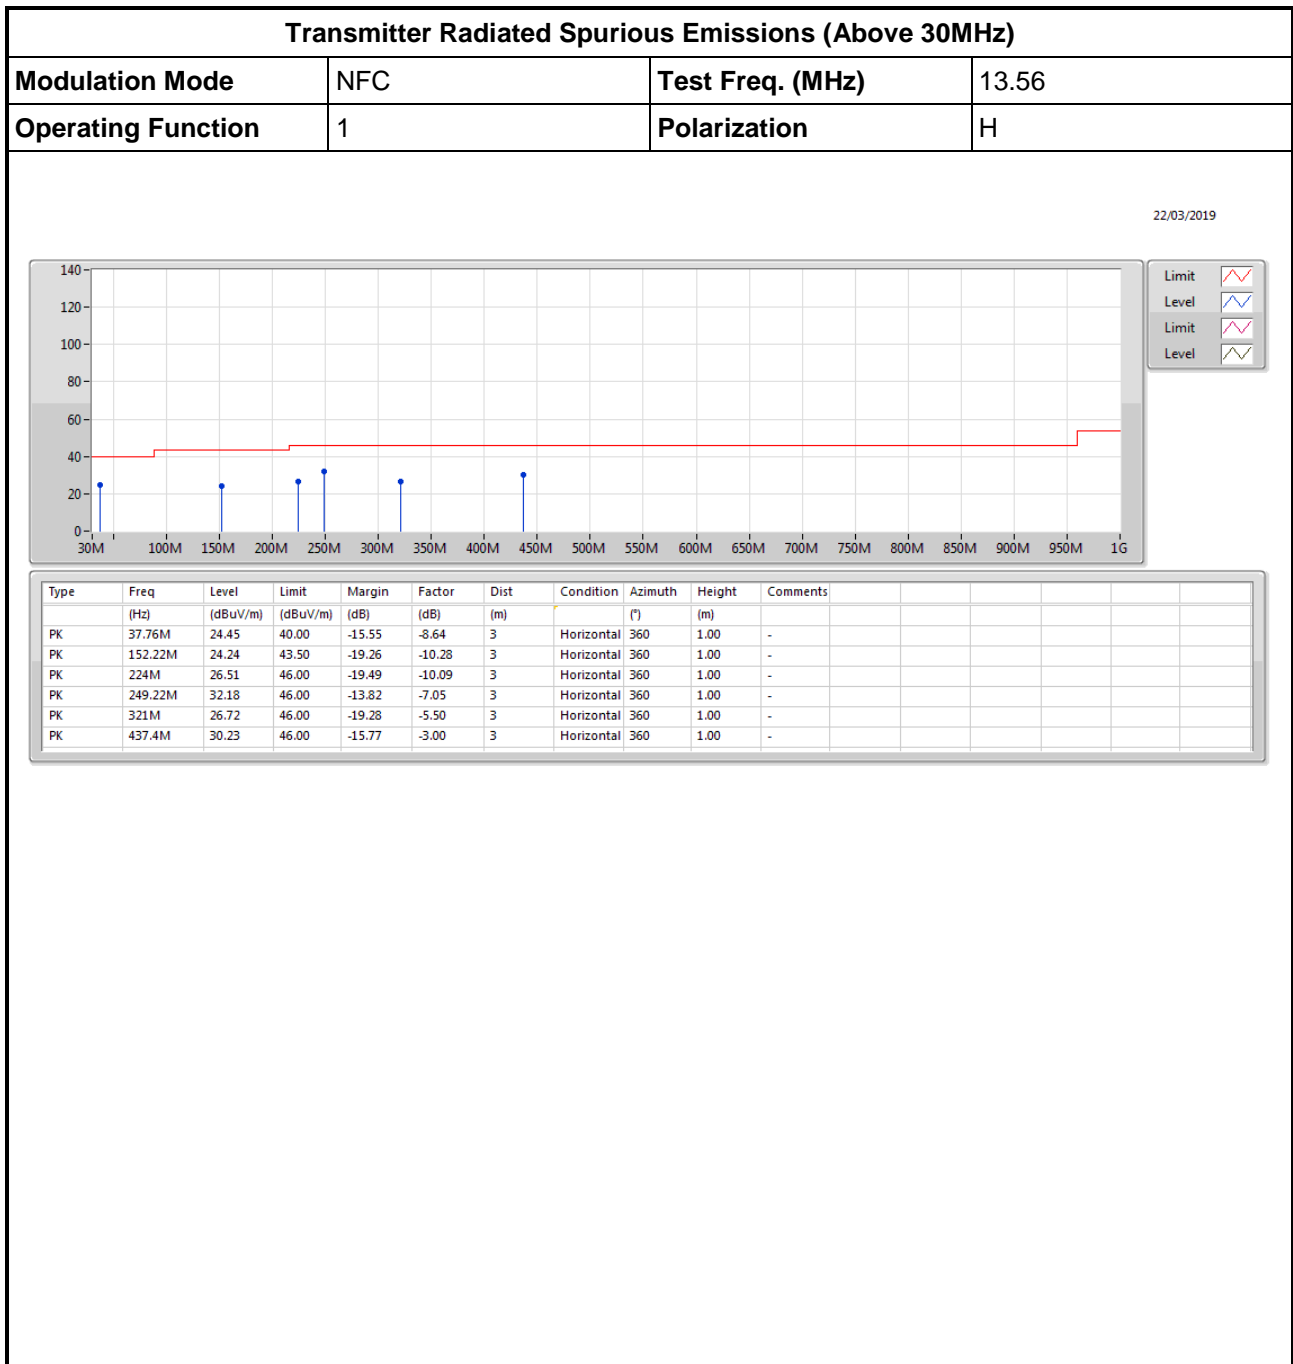 Transmitter Radiated Spurious Emissions (Above 30MHz)
Modulation Mode NFC Test Freq. (MHz) 13.56
Operating Function 1 Polarization H
22/03/2019
140
120
100
80
60
40
20
0
30M 100M 150M 200M 250M 300M 350M 400M 450M 500M 550M 600M 650M 700M 750M 800M 850M 900M 950M 1G
Limit
Level
Limit
Level
Type Freq Level Limit Margin Factor Dist Condition Azimuth Height Comments
(Hz) (dBuV/m) (dBuV/m) (dB) (dB) (m) (°) (m)
PK 37.76M 24.45 40.00 -15.55 -8.64 3 Horizontal 360 1.00 -
PK 152.22M 24.24 43.50 -19.26 -10.28 3 Horizontal 360 1.00 -
PK 224M 26.51 46.00 -19.49 -10.09 3 Horizontal 360 1.00 -
PK 249.22M 32.18 46.00 -13.82 -7.05 3 Horizontal 360 1.00 -
PK 321M 26.72 46.00 -19.28 -5.50 3 Horizontal 360 1.00 -
PK 437.4M 30.23 46.00 -15.77 -3.00 3 Horizontal 360 1.00 -